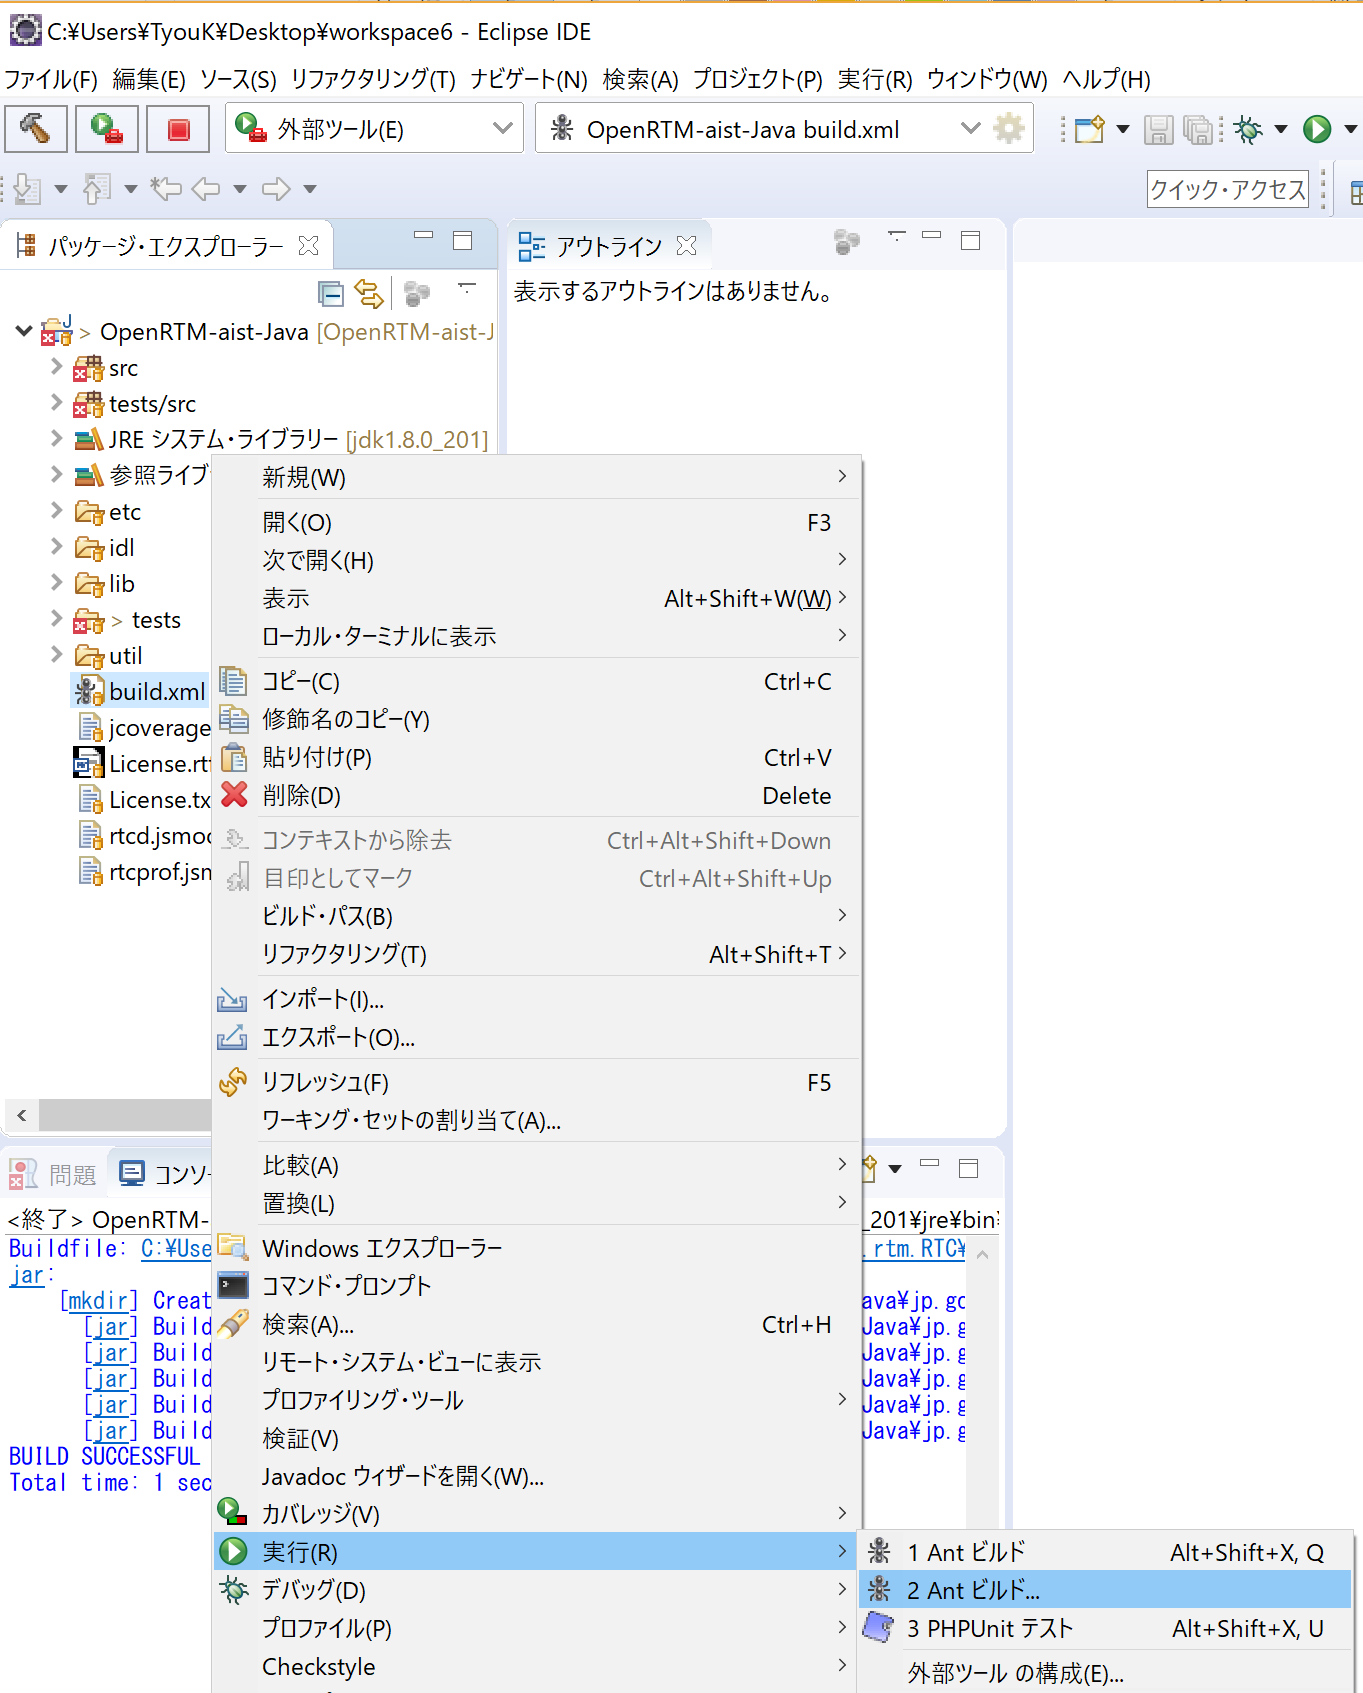 C:¥Users¥TyouK¥Desktop¥workspace6 - Eclipse IDE
ファイル(F) 編集(E) ソース(S) リファクタリング(T) ナビゲート(N) 検索(A) プロジェクト(P) 実行(R) ウィンドウ(W) ヘルプ(H)
外部ツール(E) OpenRTM-aist-Java build.xml
クイック・アクセス
パッケージ・エクスプローラー
アウトライン
表示するアウトラインはありません。
> OpenRTM-aist-Java [OpenRTM-aist-J
src
tests/src
JRE システム・ライブラリー [jdk1.8.0_201]
参照ライブ
etc
idl
lib
> tests
util
build.xml
jcoverage
License.rtf
License.tx
rtcd.jsmo
rtcprof.jsm
新規(W)
開く(O) F3
次で開く(H)
表示 Alt+Shift+W(W)
ローカル・ターミナルに表示
コピー(C) Ctrl+C
修飾名のコピー(Y)
貼り付け(P) Ctrl+V
削除(D) Delete
コンテキストから除去 Ctrl+Alt+Shift+Down
目印としてマーク Ctrl+Alt+Shift+Up
ビルド・パス(B)
リファクタリング(T) Alt+Shift+T
インポート(I)...
エクスポート(O)...
リフレッシュ(F) F5
ワーキング・セットの割り当て(A)...
比較(A)
置換(L)
Windows エクスプローラー
コマンド・プロンプト
検索(A)... Ctrl+H
リモート・システム・ビューに表示
プロファイリング・ツール
検証(V)
Javadoc ウィザードを開く(W)...
カバレッジ(V)
実行(R)
デバッグ(D)
プロファイル(P)
Checkstyle
1 Ant ビルド Alt+Shift+X, Q
2 Ant ビルド...
3 PHPUnit テスト Alt+Shift+X, U
外部ツール の構成(E)...
問題
コンソ
<終了> OpenRTM- _201¥jre¥bin
Buildfile: C:¥Use .rtm.RTC¥
jar:
[mkdir] Creat ava¥jp.go
[jar] Build Java¥jp.g
[jar] Build Java¥jp.g
[jar] Build Java¥jp.g
[jar] Build Java¥jp.g
[jar] Build Java¥jp.g
BUILD SUCCESSFUL
Total time: 1 sec